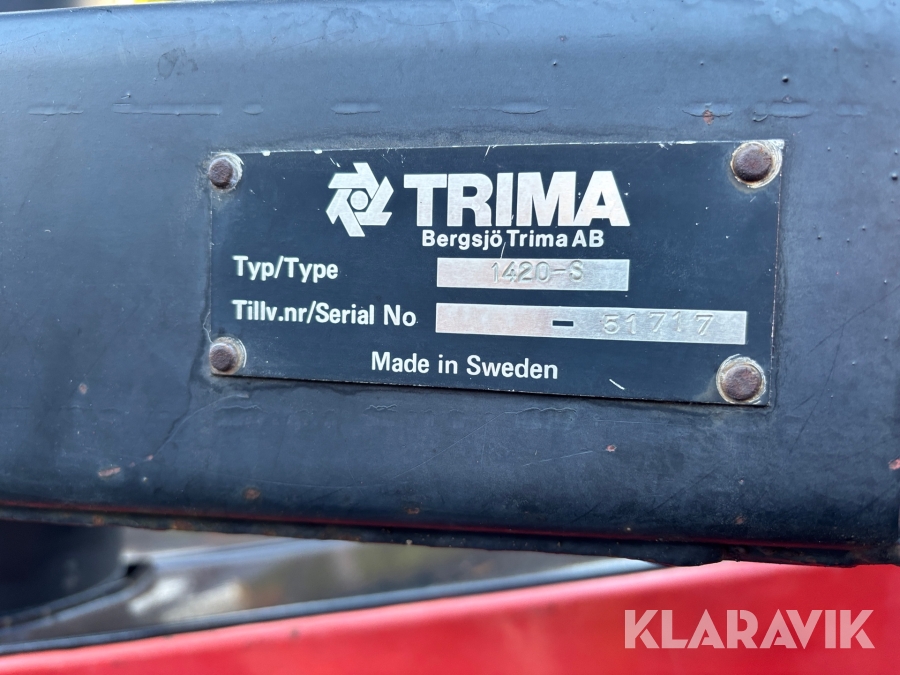 TRIMA
Bergsjö Trima AB
Typ/Type 1420-S
Tillv.nr/Serial No - 51717
Made in Sweden
KLARAVIK